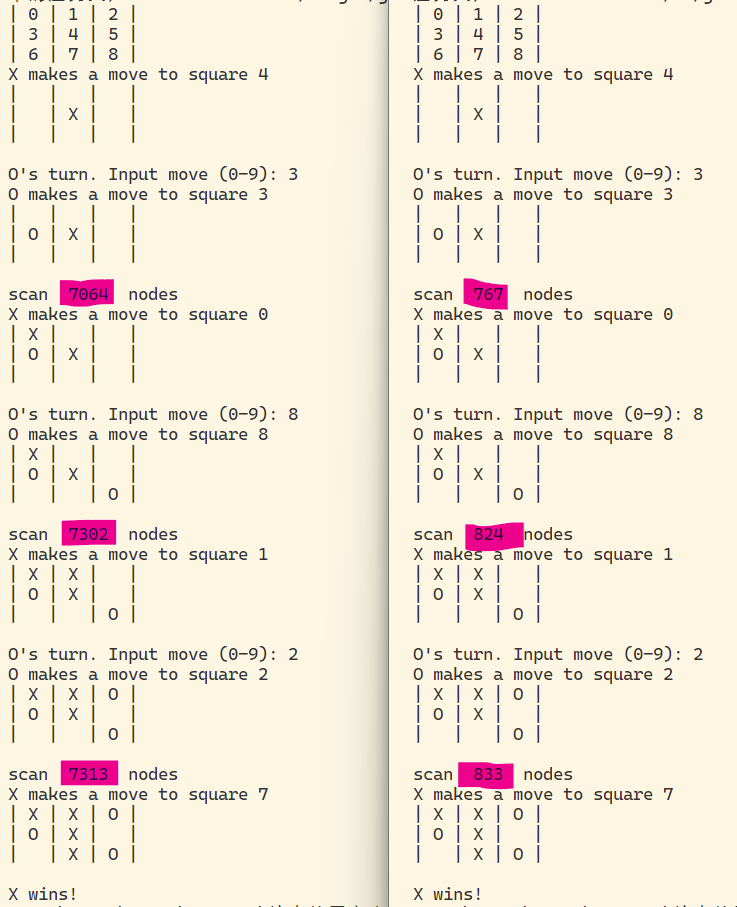 | 0 | 1 | 2 |
| 3 | 4 | 5 |
| 6 | 7 | 8 |
X makes a move to square 4
|   |   |   |
|   | X |   |
|   |   |   |
O's turn. Input move (0-9): 3
O makes a move to square 3
|   |   |   |
| O | X |   |
|   |   |   |
scan 7064 nodes
X makes a move to square 0
| X |   |   |
| O | X |   |
|   |   |   |
O's turn. Input move (0-9): 8
O makes a move to square 8
| X |   |   |
| O | X |   |
|   |   | O |
scan 7302 nodes
X makes a move to square 1
| X | X |   |
| O | X |   |
|   |   | O |
O's turn. Input move (0-9): 2
O makes a move to square 2
| X | X | O |
| O | X |   |
|   |   | O |
scan 7313 nodes
X makes a move to square 7
| X | X | O |
| O | X |   |
|   | X | O |
X wins!
| 0 | 1 | 2 |
| 3 | 4 | 5 |
| 6 | 7 | 8 |
X makes a move to square 4
|   |   |   |
|   | X |   |
|   |   |   |
O's turn. Input move (0-9): 3
O makes a move to square 3
|   |   |   |
| O | X |   |
|   |   |   |
scan 767 nodes
X makes a move to square 0
| X |   |   |
| O | X |   |
|   |   |   |
O's turn. Input move (0-9): 8
O makes a move to square 8
| X |   |   |
| O | X |   |
|   |   | O |
scan 824 nodes
X makes a move to square 1
| X | X |   |
| O | X |   |
|   |   | O |
O's turn. Input move (0-9): 2
O makes a move to square 2
| X | X | O |
| O | X |   |
|   |   | O |
scan 833 nodes
X makes a move to square 7
| X | X | O |
| O | X |   |
|   | X | O |
X wins!